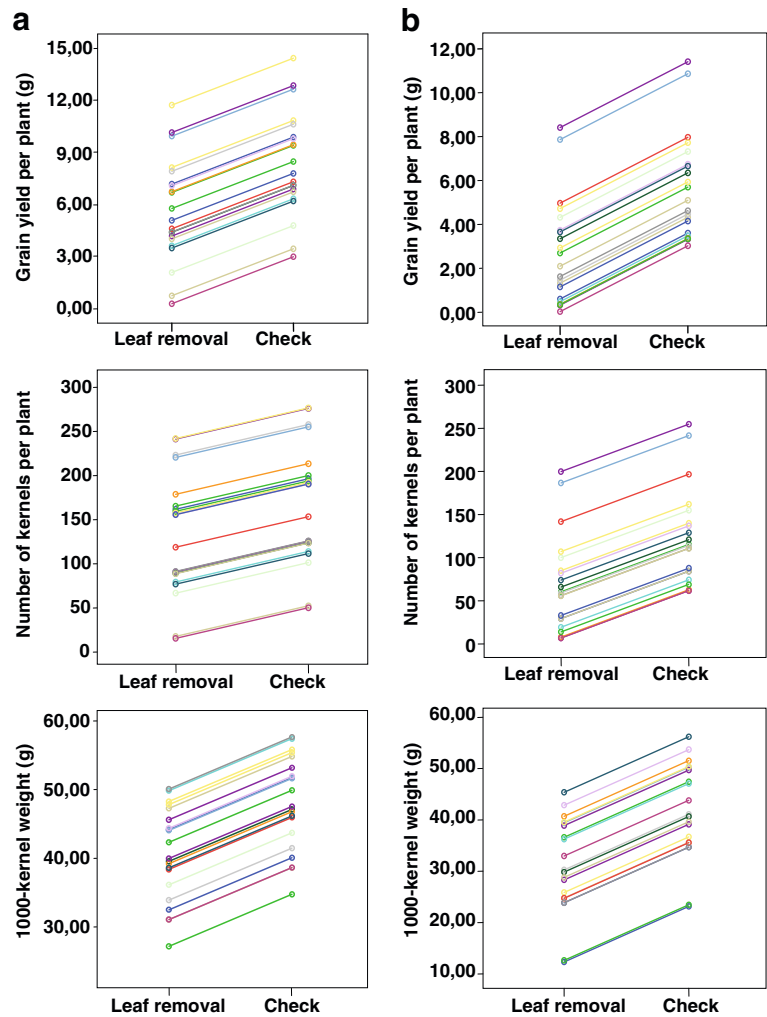 a
Grain yield per plant (g)
15,00
12,00
9,00
6,00
3,00
0,00
Leaf removal Check
b
Grain yield per plant (g)
12,00
10,00
8,00
6,00
4,00
2,00
0,00
Leaf removal Check
Number of kernels per plant
300
250
200
150
100
50
0
Leaf removal Check
Number of kernels per plant
300
250
200
150
100
50
0
Leaf removal Check
1000-kernel weight (g)
60,00
50,00
40,00
30,00
Leaf removal Check
1000-kernel weight (g)
60,00
50,00
40,00
30,00
20,00
10,00
Leaf removal Check